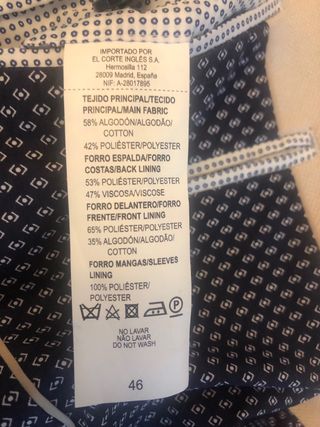 IMPORTADO POR
EL CORTE INGLÉS S.A.
Hermosilla 112
28009 Madrid, España
NIF: A-28017895
TEJIDO PRINCIPAL/TECIDO
PRINCIPAL/MAIN FABRIC
58% ALGODÓN/ALGODÃO/
COTTON
42% POLIÉSTER/POLYESTER
FORRO ESPALDA/FORRO
COSTAS/BACK LINING
53% POLIÉSTER/POLYESTER
47% VISCOSA/VISCOSE
FORRO DELANTERO/FORRO
FRENTE/FRONT LINING
65% POLIÉSTER/POLYESTER
35% ALGODÓN/ALGODÃO/
COTTON
FORRO MANGAS/SLEEVES
LINING
100% POLIÉSTER/
POLYESTER
P
NO LAVAR
NÃO LAVAR
DO NOT WASH
46